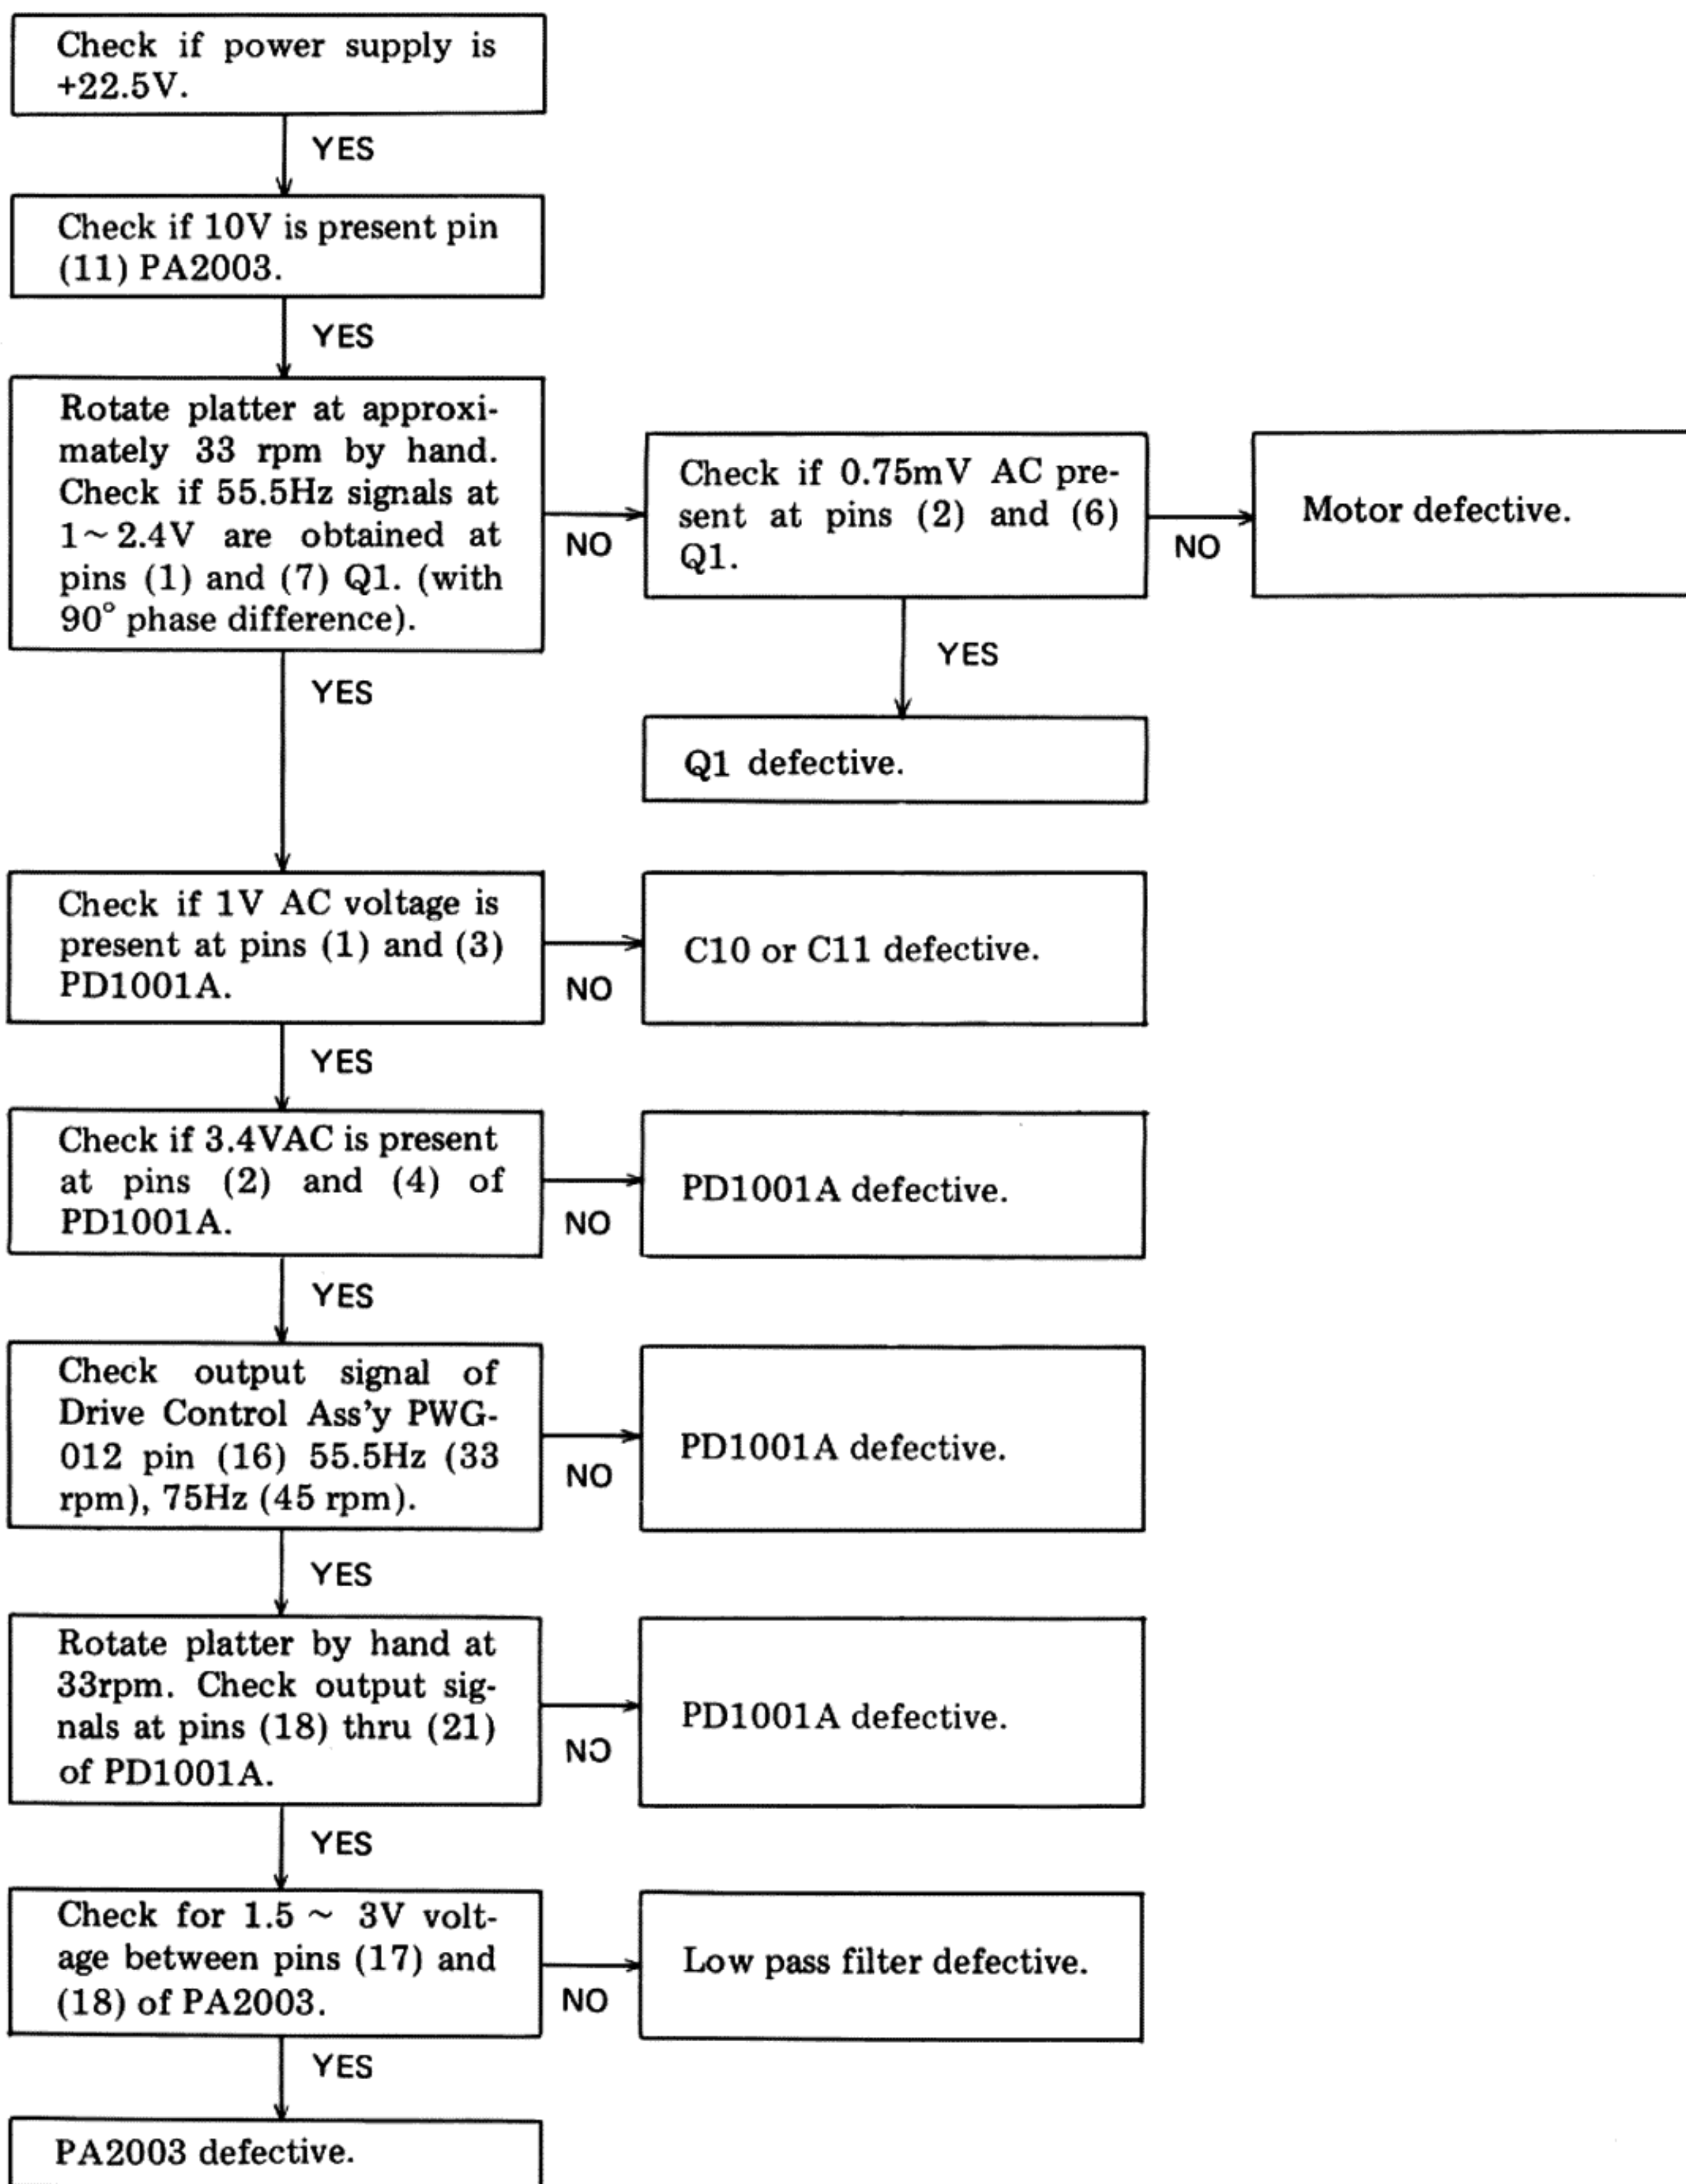 Check if power supply is
+22.5V.
YES
Check if 10V is present pin
(11) PA2003.
YES
Rotate platter at approxi-
mately 33 rpm by hand.
Check if 55.5Hz signals at
1~2.4V are obtained at
pins (1) and (7) Q1. (with
90° phase difference).
NO
Check if 0.75mV AC pre-
sent at pins (2) and (6)
Q1.
NO
Motor defective.
YES
Q1 defective.
YES
Check if 1V AC voltage is
present at pins (1) and (3)
PD1001A.
NO
C10 or C11 defective.
YES
Check if 3.4VAC is present
at pins (2) and (4) of
PD1001A.
NO
PD1001A defective.
YES
Check output signal of
Drive Control Ass'y PWG-
012 pin (16) 55.5Hz (33
rpm), 75Hz (45 rpm).
NO
PD1001A defective.
YES
Rotate platter by hand at
33rpm. Check output sig-
nals at pins (18) thru (21)
of PD1001A.
NO
PD1001A defective.
YES
Check for 1.5 ~ 3V volt-
age between pins (17) and
(18) of PA2003.
NO
Low pass filter defective.
YES
PA2003 defective.